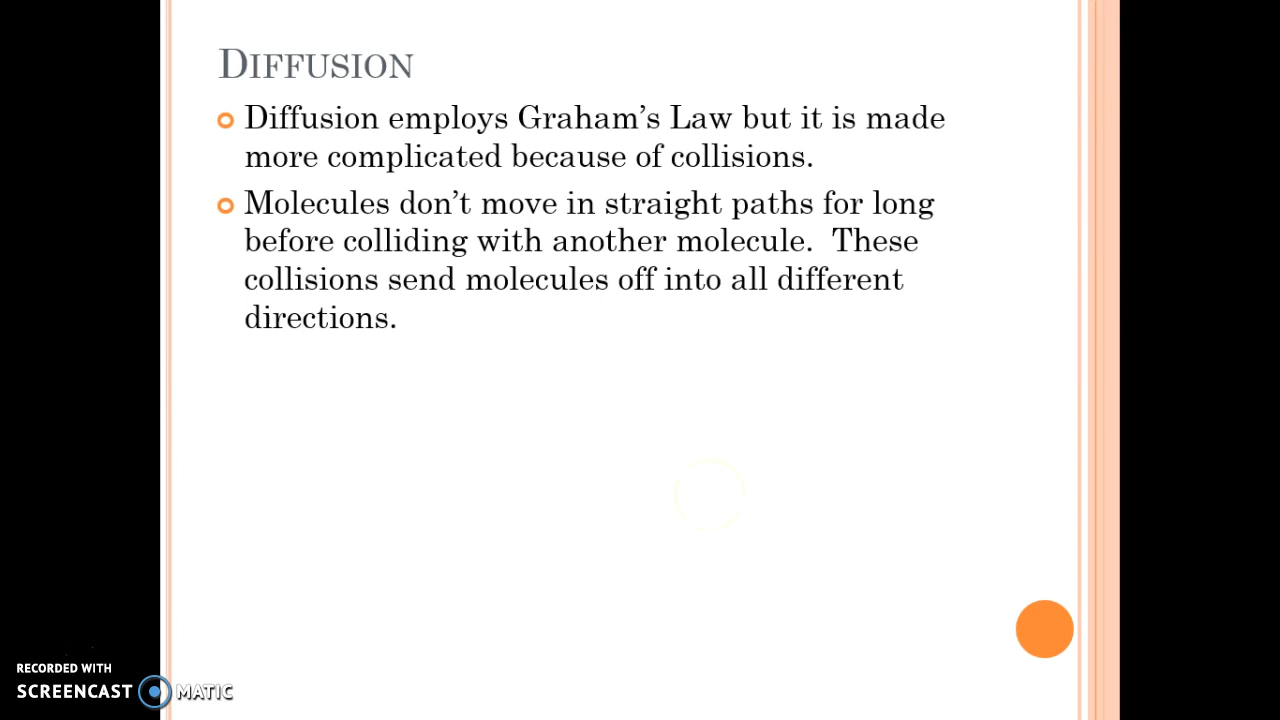 DIFFUSION
Diffusion employs Graham's Law but it is made
more complicated because of collisions.
Molecules don't move in straight paths for long
before colliding with another molecule.  These
collisions send molecules off into all different
directions.
RECORDED WITH
SCREENCAST MATIC